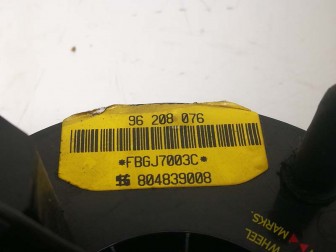 96 208 076
*FBGJ7003C*
804839008
WHEEL
MARKS.